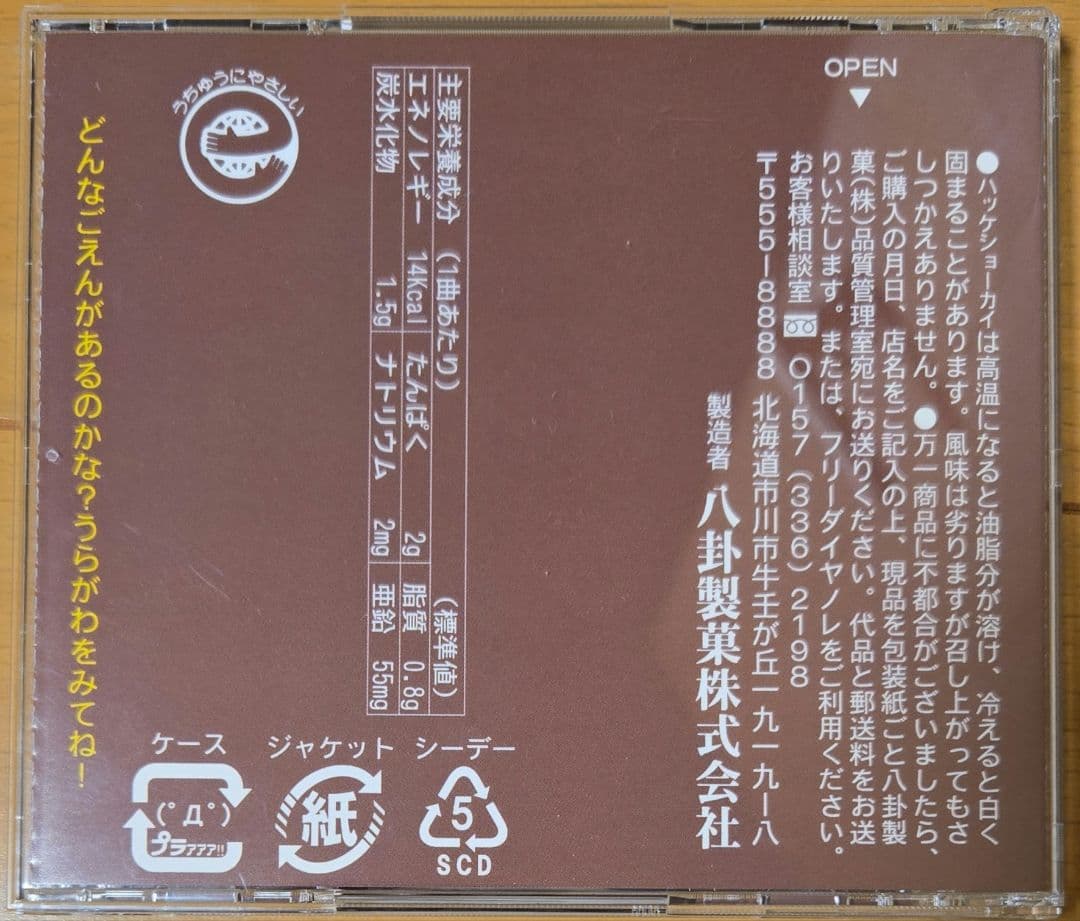 OPEN
▼
●ハッケショーカイは高温になると油脂分が溶け、冷えると白く
固まることがあります。風味は劣りますが召し上がってもさ
しつかえありません。●万一商品に不都合がございましたら、
ご購入の月日、店名をご記入の上、現品を包装紙ごと八卦製
菓(株)品質管理室宛にお送りください。代品と郵送料をお送
りいたします。または、フリーダイヤノレをご利用ください。
お客様相談室 0157(336)2198
〒555-8888 北海道市川市牛王が丘一九一九-八
製造者 八卦製菓株式会社
主要栄養成分 (1曲あたり) (標準値)
エネノレギー 14Kcal たんぱく 2g 脂質 0.8g
炭水化物 1.5g ナトリウム 2mg 亜鉛 55mg
うちゅうにやさしい
どんなごえんがあるのかな?うらがわをみてね!
ケース
(゚Д゚)
プラァァァ!!
ジャケット
紙
シーデー
5
SCD